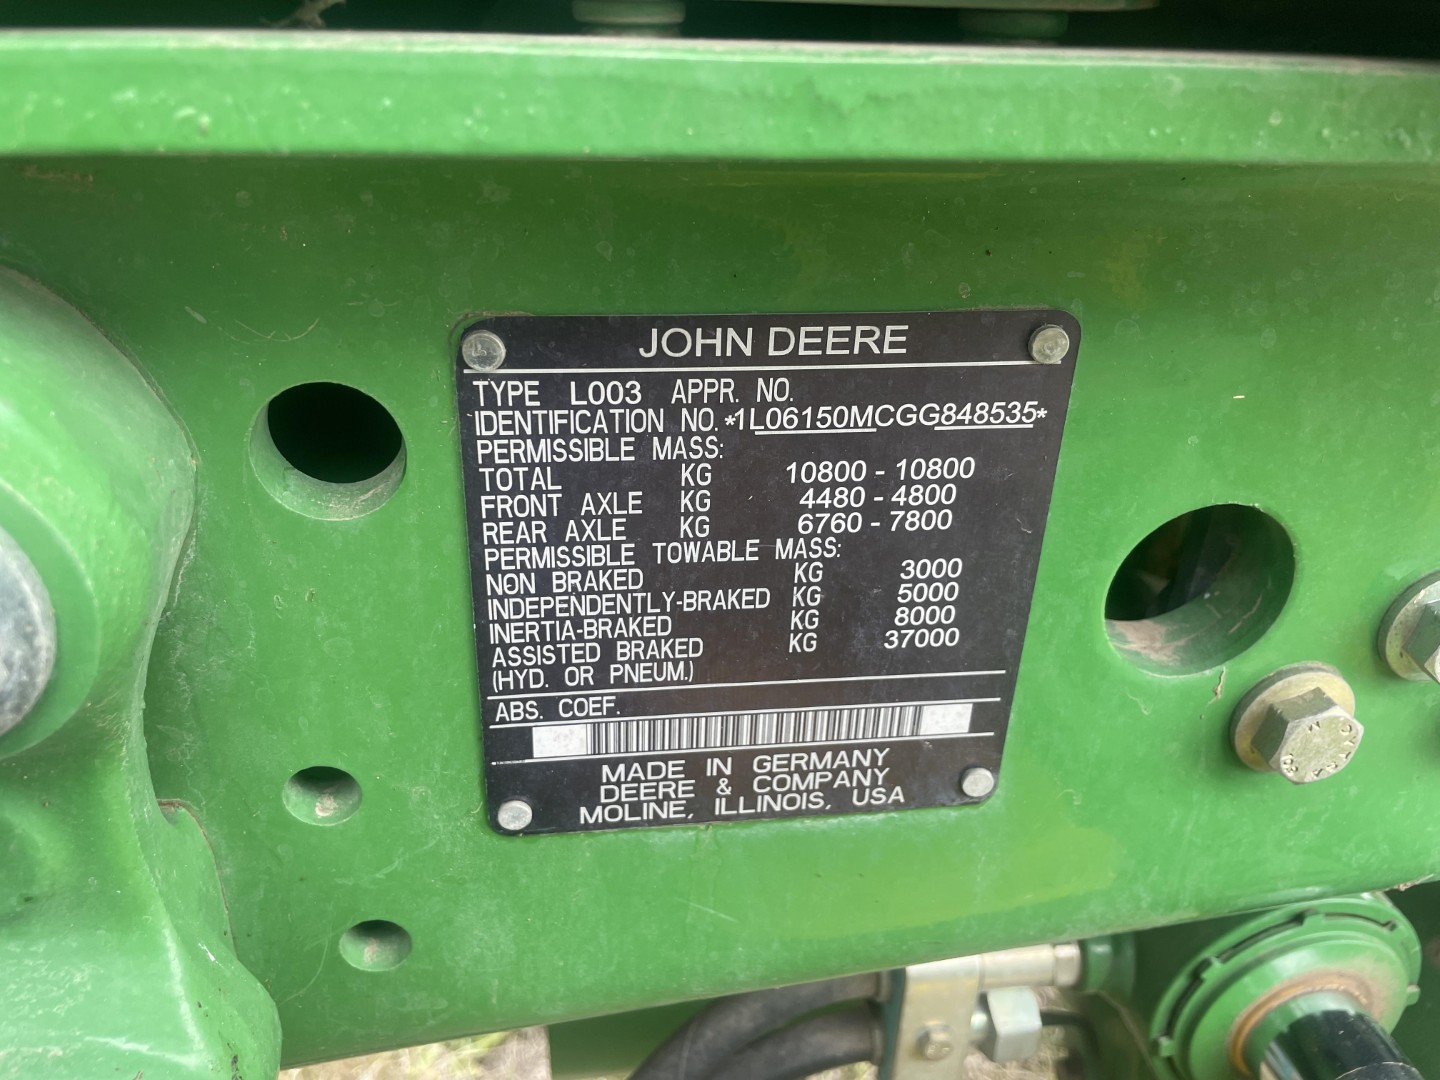 JOHN DEERE
TYPE L003 APPR. NO.
IDENTIFICATION NO. *1L06150MCGG848535*
PERMISSIBLE MASS:
TOTAL KG 10800 - 10800
FRONT AXLE KG 4480 - 4800
REAR AXLE KG 6760 - 7800
PERMISSIBLE TOWABLE MASS:
NON BRAKED KG 3000
INDEPENDENTLY-BRAKED KG 5000
INERTIA-BRAKED KG 8000
ASSISTED BRAKED KG 37000
(HYD. OR PNEUM.)
ABS. COEF.
MADE IN GERMANY
DEERE & COMPANY
MOLINE, ILLINOIS, USA